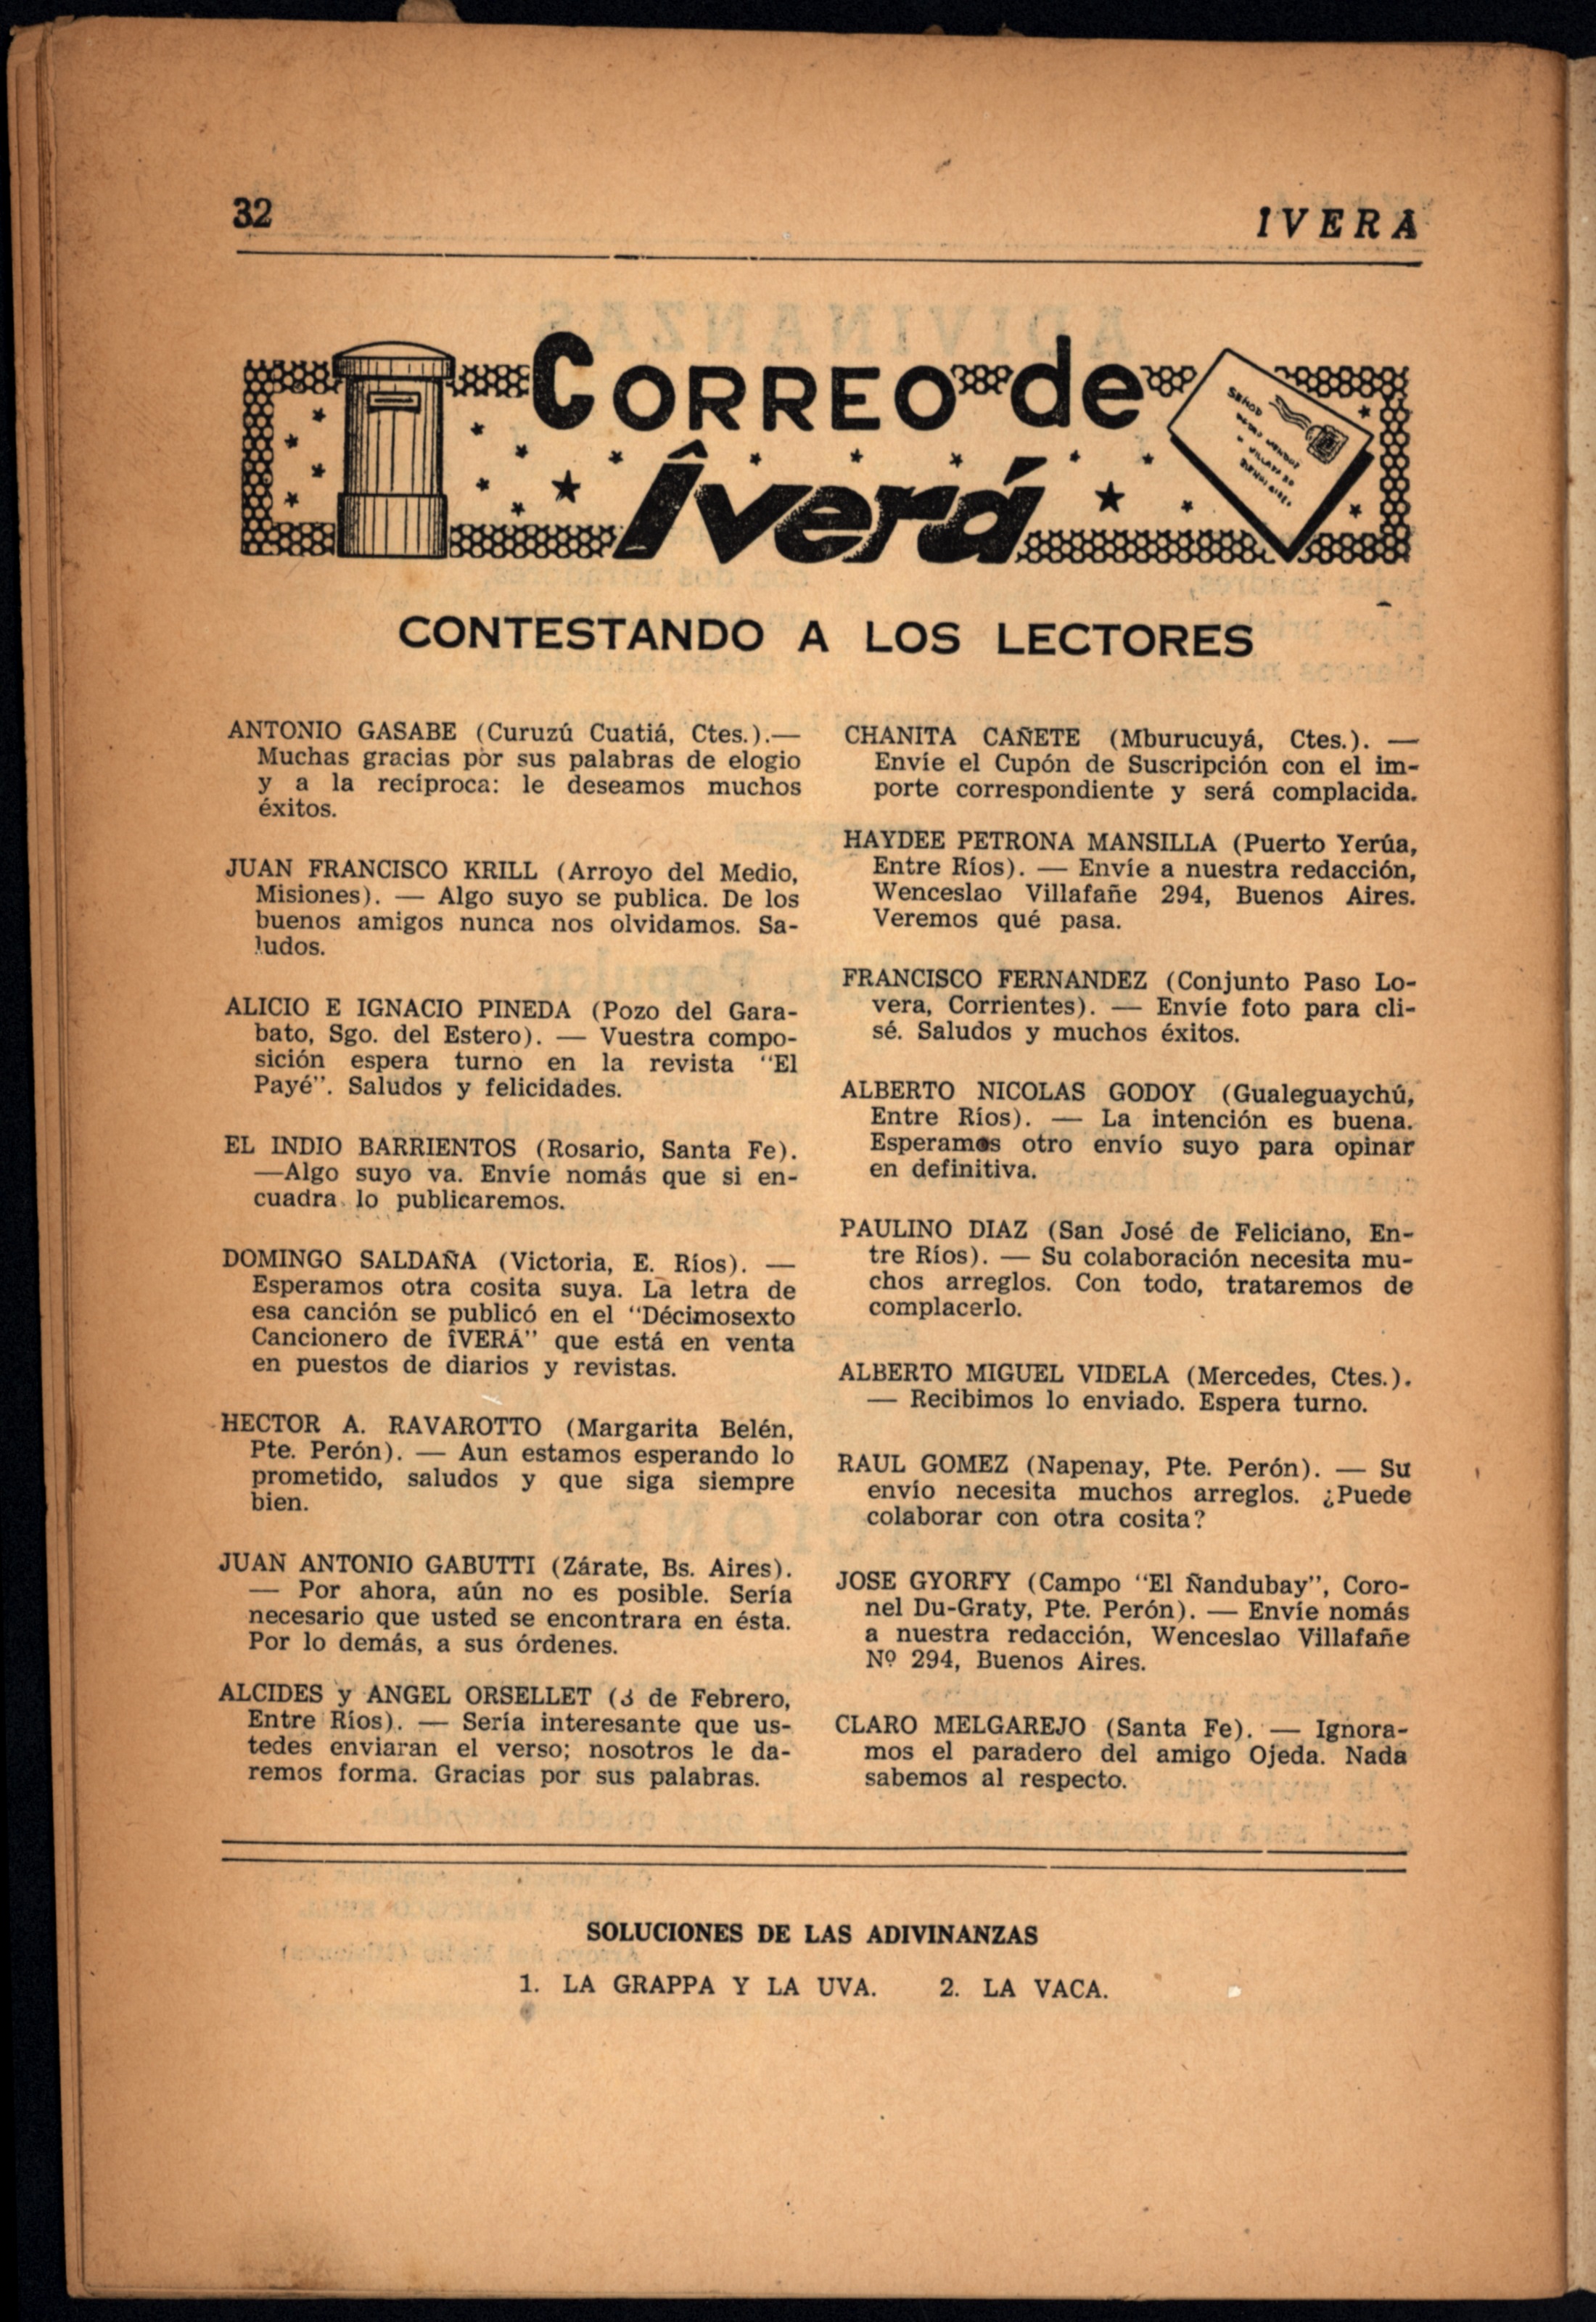 32
IVERA
CORREO de
Îverá
SEÑOR
CONTESTANDO A LOS LECTORES
ANTONIO GASABE (Curuzú Cuatiá, Ctes.).—
Muchas gracias por sus palabras de elogio
y a la recíproca: le deseamos muchos
éxitos.
JUAN FRANCISCO KRILL (Arroyo del Medio,
Misiones). — Algo suyo se publica. De los
buenos amigos nunca nos olvidamos. Sa-
ludos.
ALICIO E IGNACIO PINEDA (Pozo del Gara-
bato, Sgo. del Estero). — Vuestra compo-
sición espera turno en la revista "El
Payé". Saludos y felicidades.
EL INDIO BARRIENTOS (Rosario, Santa Fe).
—Algo suyo va. Envíe nomás que si en-
cuadra lo publicaremos.
DOMINGO SALDAÑA (Victoria, E. Ríos). —
Esperamos otra cosita suya. La letra de
esa canción se publicó en el "Décimosexto
Cancionero de ÎVERÁ" que está en venta
en puestos de diarios y revistas.
HECTOR A. RAVAROTTO (Margarita Belén,
Pte. Perón). — Aun estamos esperando lo
prometido, saludos y que siga siempre
bien.
JUAN ANTONIO GABUTTI (Zárate, Bs. Aires).
— Por ahora, aún no es posible. Sería
necesario que usted se encontrara en ésta.
Por lo demás, a sus órdenes.
ALCIDES y ANGEL ORSELLET (3 de Febrero,
Entre Ríos). — Sería interesante que us-
tedes enviaran el verso; nosotros le da-
remos forma. Gracias por sus palabras.
CHANITA CAÑETE (Mburucuyá, Ctes.). —
Envíe el Cupón de Suscripción con el im-
porte correspondiente y será complacida.
HAYDEE PETRONA MANSILLA (Puerto Yerúa,
Entre Ríos). — Envíe a nuestra redacción,
Wenceslao Villafañe 294, Buenos Aires.
Veremos qué pasa.
FRANCISCO FERNANDEZ (Conjunto Paso Lo-
vera, Corrientes). — Envíe foto para cli-
sé. Saludos y muchos éxitos.
ALBERTO NICOLAS GODOY (Gualeguaychú,
Entre Ríos). — La intención es buena.
Esperamos otro envío suyo para opinar
en definitiva.
PAULINO DIAZ (San José de Feliciano, En-
tre Ríos). — Su colaboración necesita mu-
chos arreglos. Con todo, trataremos de
complacerlo.
ALBERTO MIGUEL VIDELA (Mercedes, Ctes.).
— Recibimos lo enviado. Espera turno.
RAUL GOMEZ (Napenay, Pte. Perón). — Su
envío necesita muchos arreglos. ¿Puede
colaborar con otra cosita?
JOSE GYORFY (Campo "El Ñandubay", Coro-
nel Du-Graty, Pte. Perón). — Envíe nomás
a nuestra redacción, Wenceslao Villafañe
Nº 294, Buenos Aires.
CLARO MELGAREJO (Santa Fe). — Ignora-
mos el paradero del amigo Ojeda. Nada
sabemos al respecto.
SOLUCIONES DE LAS ADIVINANZAS
1. LA GRAPPA Y LA UVA. 2. LA VACA.